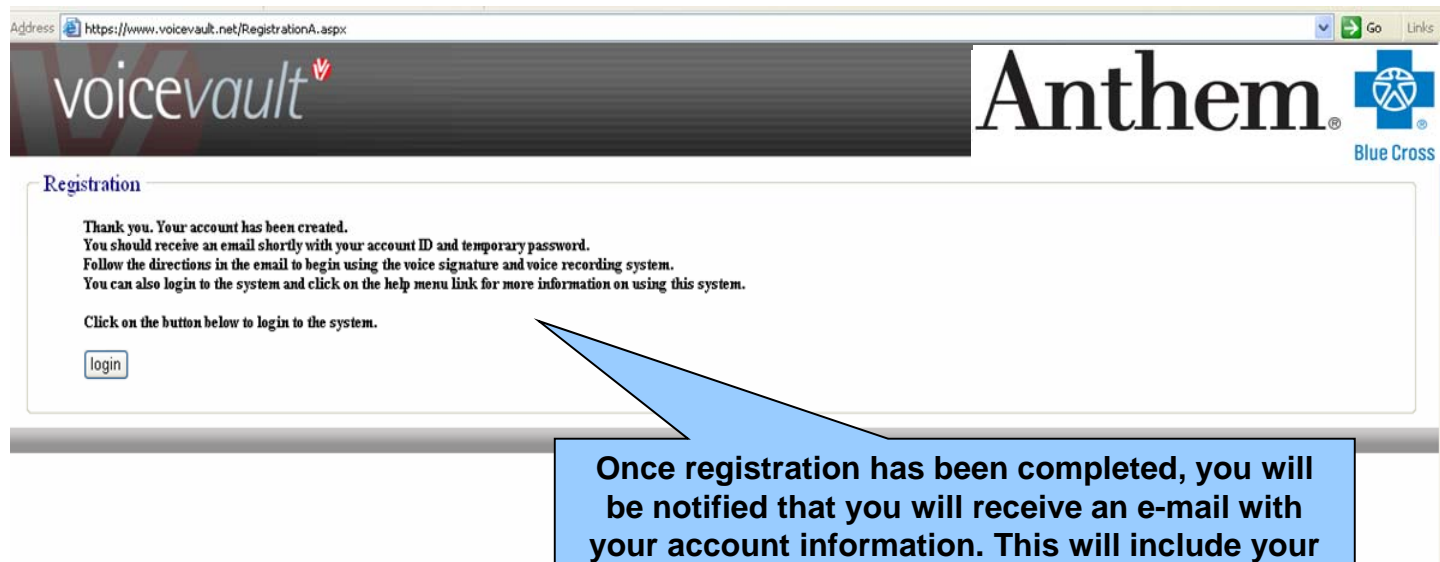 Address https://www.voicevault.net/RegistrationA.aspx Go Links
voicevault
Anthem®
Blue Cross
Registration
Thank you. Your account has been created.
You should receive an email shortly with your account ID and temporary password.
Follow the directions in the email to begin using the voice signature and voice recording system.
You can also login to the system and click on the help menu link for more information on using this system.
Click on the button below to login to the system.
login
Once registration has been completed, you will
be notified that you will receive an e-mail with
your account information. This will include your